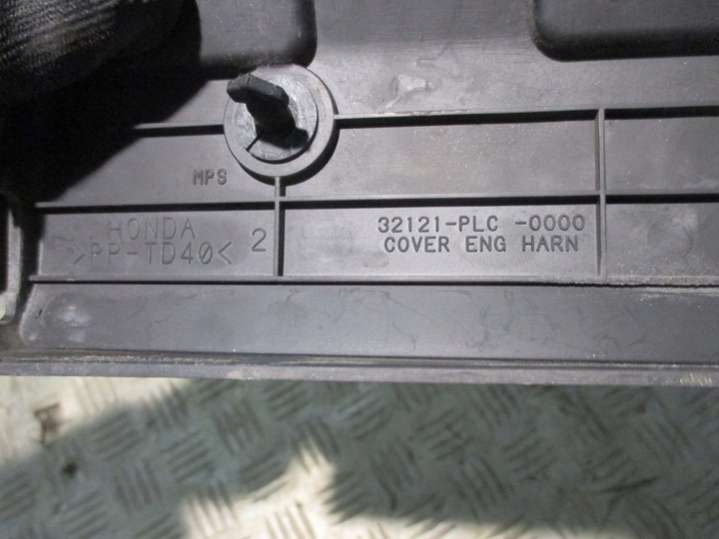 MPS
HONDA
>PP-TD40< 2
32121-PLC -0000
COVER ENG HARN